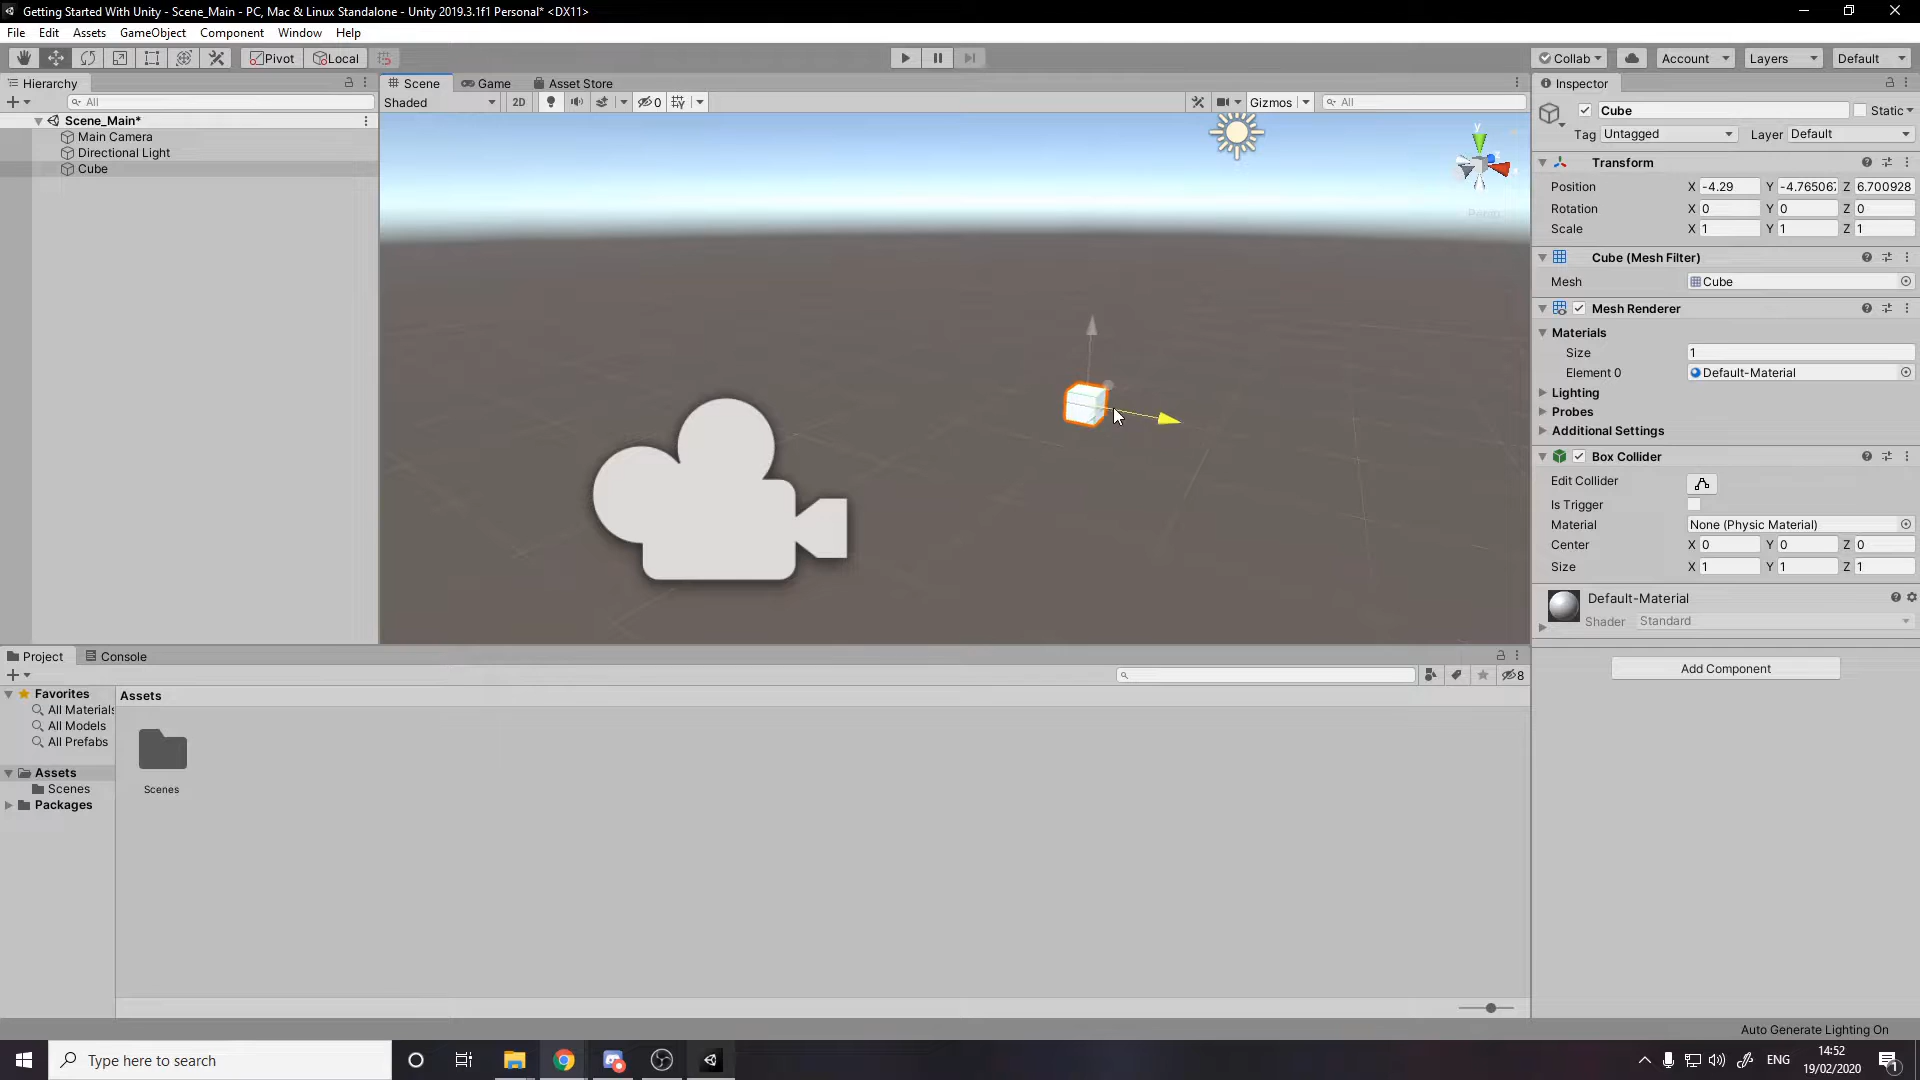 Getting Started With Unity - Scene_Main - PC, Mac & Linux Standalone - Unity 2019.3.1f1 Personal* <DX11>
File Edit Assets GameObject Component Window Help
Pivot Local Collab Account Layers Default
Hierarchy
All
Scene_Main*
Main Camera
Directional Light
Cube
Scene Game Asset Store
Shaded 2D 0 Gizmos All
y
Inspector
Cube Static
Tag Untagged Layer Default
Transform
Position X -4.29 Y -4.76506 Z 6.700928
Rotation X 0 Y 0 Z 0
Scale X 1 Y 1 Z 1
Cube (Mesh Filter)
Mesh Cube
Mesh Renderer
Materials
Size 1
Element 0 Default-Material
Lighting
Probes
Additional Settings
Box Collider
Edit Collider
Is Trigger
Material None (Physic Material)
Center X 0 Y 0 Z 0
Size X 1 Y 1 Z 1
Default-Material
Shader Standard
Add Component
Project Console
8
Favorites
All Materials
All Models
All Prefabs
Assets
Scenes
Packages
Assets
Scenes
Auto Generate Lighting On
Type here to search
ENG
14:52
19/02/2020
1